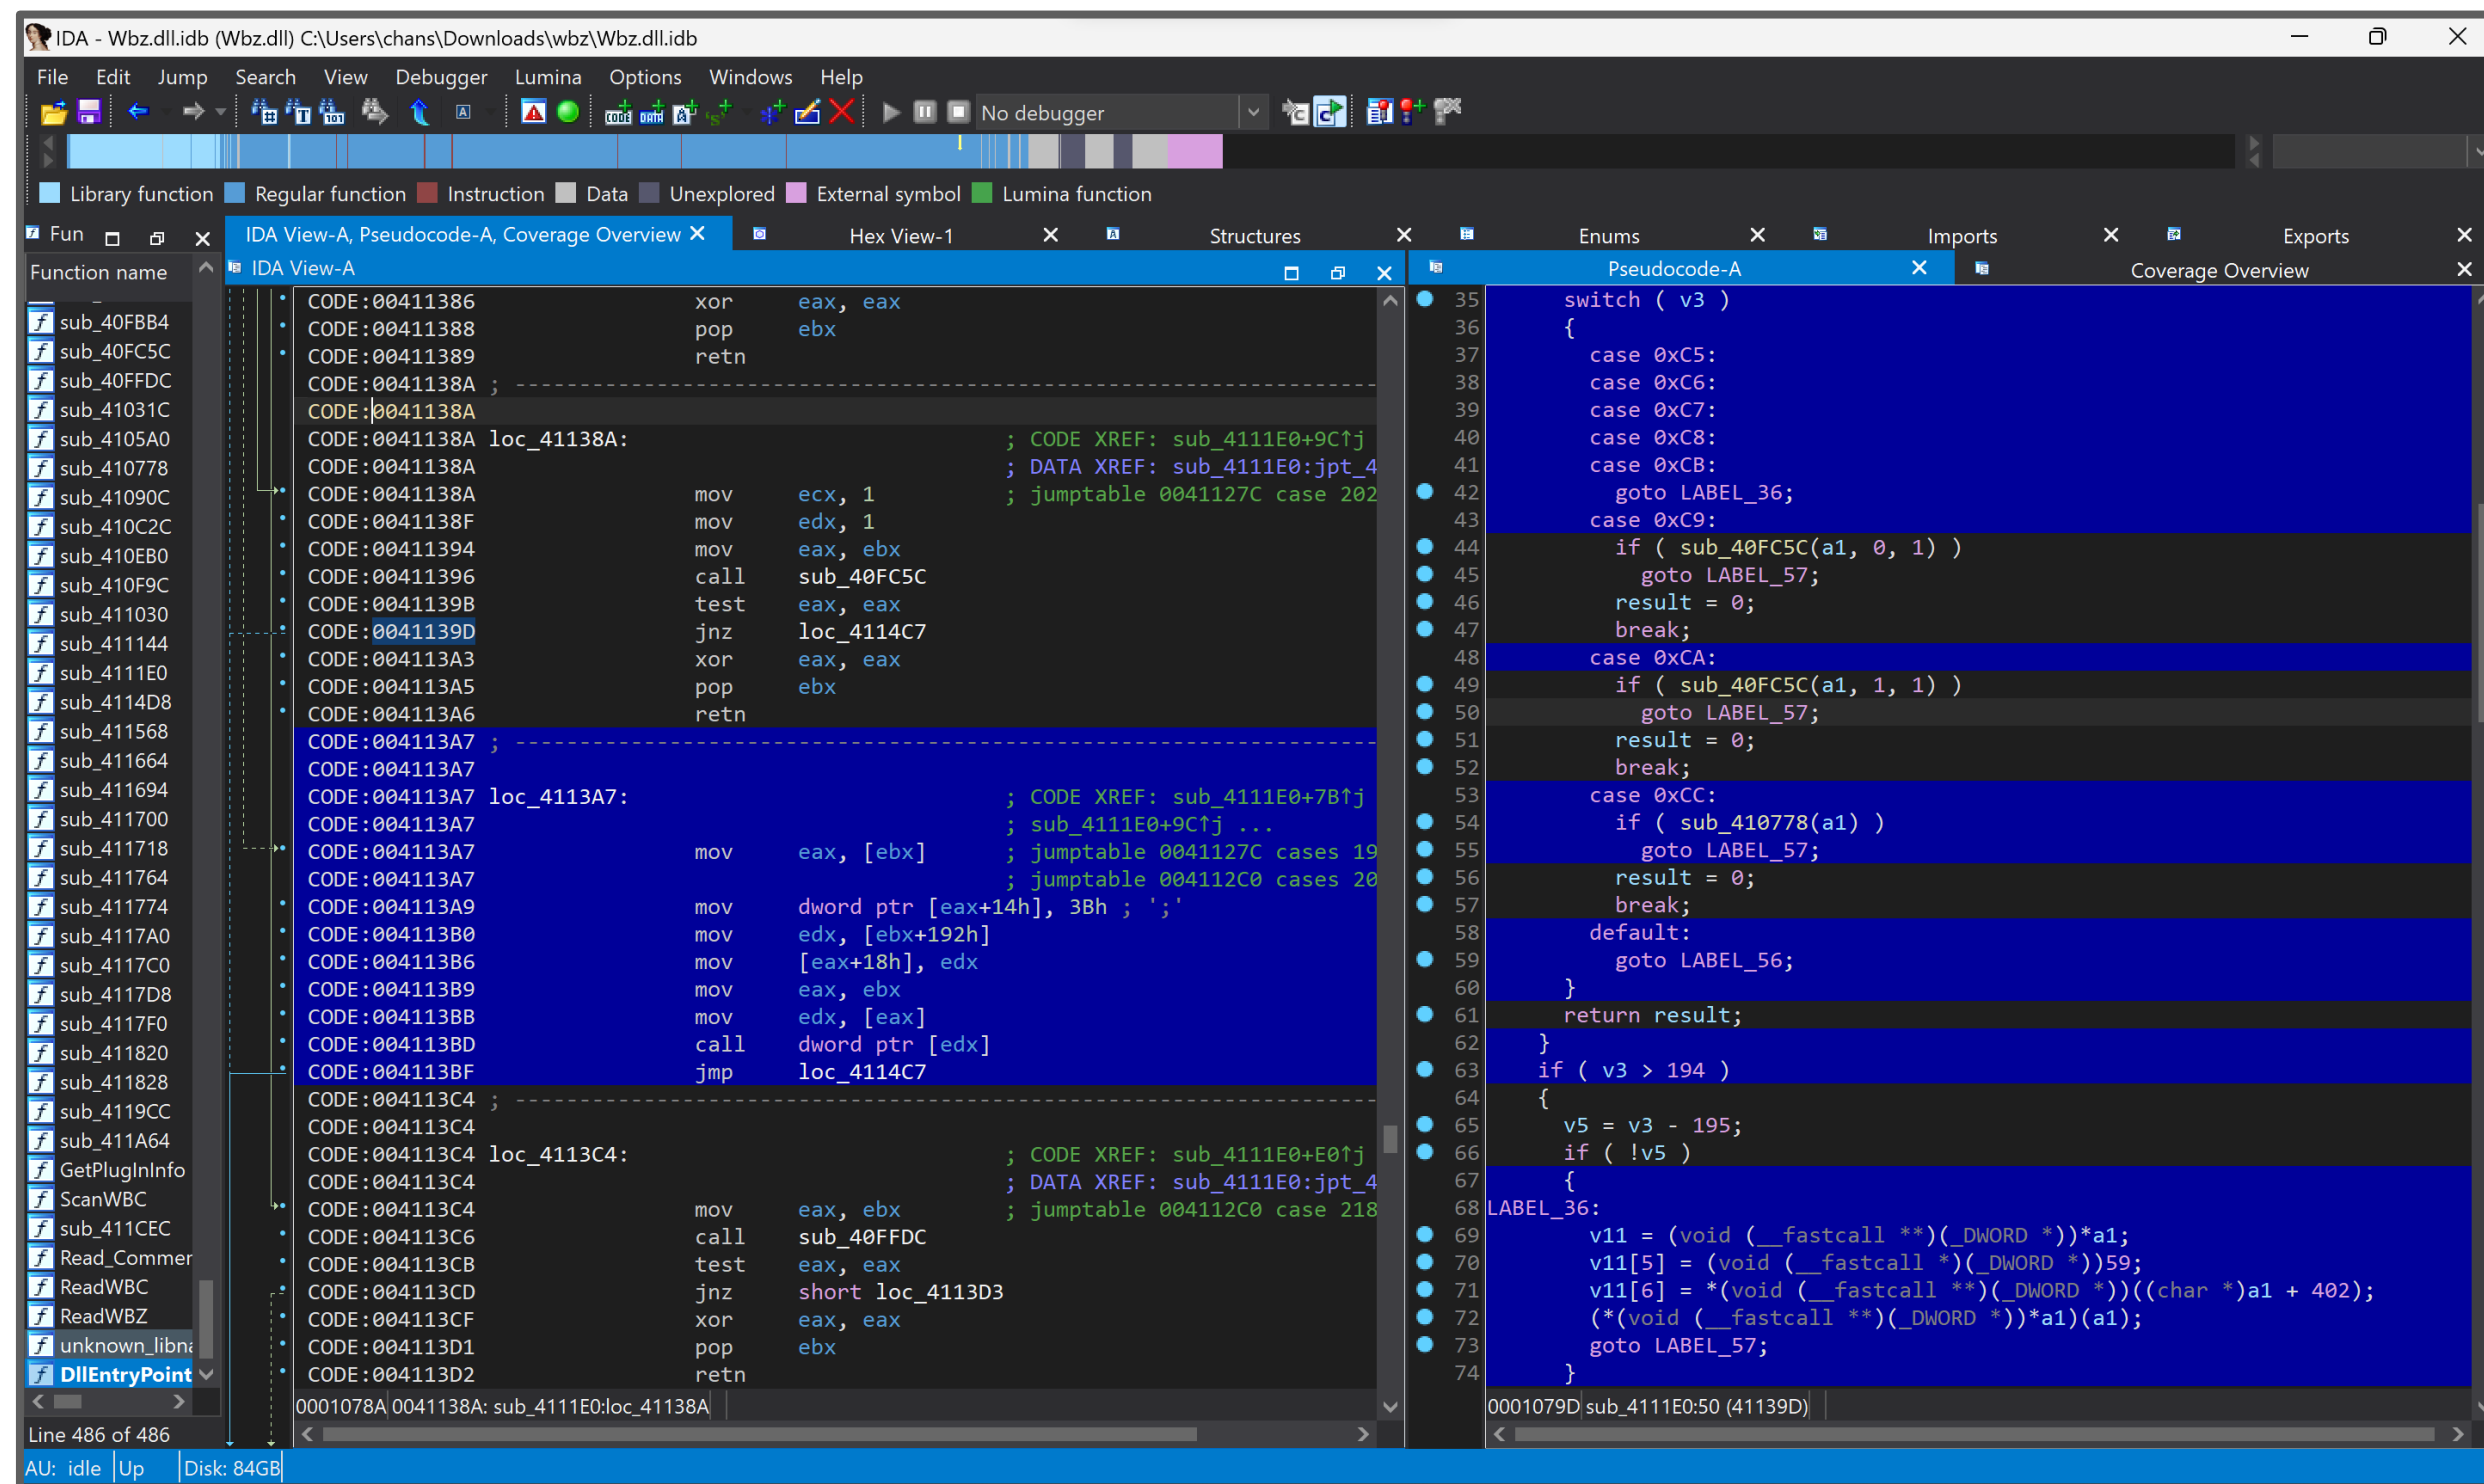 IDA - Wbz.dll.idb (Wbz.dll) C:\Users\chans\Downloads\wbz\Wbz.dll.idb
File Edit Jump Search View Debugger Lumina Options Windows Help
No debugger
Library function Regular function Instruction Data Unexplored External symbol Lumina function
Fun
IDA View-A, Pseudocode-A, Coverage Overview
Hex View-1
Structures
Enums
Imports
Exports
Function name
sub_40FBB4
sub_40FC5C
sub_40FFDC
sub_41031C
sub_4105A0
sub_410778
sub_41090C
sub_410C2C
sub_410EB0
sub_410F9C
sub_411030
sub_411144
sub_4111E0
sub_4114D8
sub_411568
sub_411664
sub_411694
sub_411700
sub_411718
sub_411764
sub_411774
sub_4117A0
sub_4117C0
sub_4117D8
sub_4117F0
sub_411820
sub_411828
sub_4119CC
sub_411A64
GetPlugInInfo
ScanWBC
sub_411CEC
Read_Commer
ReadWBC
ReadWBZ
unknown_libna
DllEntryPoint
Line 486 of 486
IDA View-A
CODE:00411386 xor eax, eax
CODE:00411388 pop ebx
CODE:00411389 retn
CODE:0041138A ; ---------------------------------------------------------------------------
CODE:0041138A
CODE:0041138A loc_41138A: ; CODE XREF: sub_4111E0+9C↑j
CODE:0041138A ; DATA XREF: sub_4111E0:jpt_4
CODE:0041138A mov ecx, 1 ; jumptable 0041127C case 202
CODE:0041138F mov edx, 1
CODE:00411394 mov eax, ebx
CODE:00411396 call sub_40FC5C
CODE:0041139B test eax, eax
CODE:0041139D jnz loc_4114C7
CODE:004113A3 xor eax, eax
CODE:004113A5 pop ebx
CODE:004113A6 retn
CODE:004113A7 ; ---------------------------------------------------------------------------
CODE:004113A7
CODE:004113A7 loc_4113A7: ; CODE XREF: sub_4111E0+7B↑j
CODE:004113A7 ; sub_4111E0+9C↑j ...
CODE:004113A7 mov eax, [ebx] ; jumptable 0041127C cases 19
CODE:004113A7 ; jumptable 004112C0 cases 20
CODE:004113A9 mov dword ptr [eax+14h], 3Bh ; ';'
CODE:004113B0 mov edx, [ebx+192h]
CODE:004113B6 mov [eax+18h], edx
CODE:004113B9 mov eax, ebx
CODE:004113BB mov edx, [eax]
CODE:004113BD call dword ptr [edx]
CODE:004113BF jmp loc_4114C7
CODE:004113C4 ; ---------------------------------------------------------------------------
CODE:004113C4
CODE:004113C4 loc_4113C4: ; CODE XREF: sub_4111E0+E0↑j
CODE:004113C4 ; DATA XREF: sub_4111E0:jpt_4
CODE:004113C4 mov eax, ebx ; jumptable 004112C0 case 218
CODE:004113C6 call sub_40FFDC
CODE:004113CB test eax, eax
CODE:004113CD jnz short loc_4113D3
CODE:004113CF xor eax, eax
CODE:004113D1 pop ebx
CODE:004113D2 retn
0001078A 0041138A: sub_4111E0:loc_41138A
Pseudocode-A
Coverage Overview
35 switch ( v3 )
36 {
37 case 0xC5:
38 case 0xC6:
39 case 0xC7:
40 case 0xC8:
41 case 0xCB:
42 goto LABEL_36;
43 case 0xC9:
44 if ( sub_40FC5C(a1, 0, 1) )
45 goto LABEL_57;
46 result = 0;
47 break;
48 case 0xCA:
49 if ( sub_40FC5C(a1, 1, 1) )
50 goto LABEL_57;
51 result = 0;
52 break;
53 case 0xCC:
54 if ( sub_410778(a1) )
55 goto LABEL_57;
56 result = 0;
57 break;
58 default:
59 goto LABEL_56;
60 }
61 return result;
62 }
63 if ( v3 > 194 )
64 {
65 v5 = v3 - 195;
66 if ( !v5 )
67 {
68 LABEL_36:
69 v11 = (void (__fastcall **)(_DWORD *))*a1;
70 v11[5] = (void (__fastcall *)(_DWORD *))59;
71 v11[6] = *(void (__fastcall **)(_DWORD *))((char *)a1 + 402);
72 (*(void (__fastcall **)(_DWORD *))*a1)(a1);
73 goto LABEL_57;
74 }
0001079D sub_4111E0:50 (41139D)
AU: idle Up Disk: 84GB